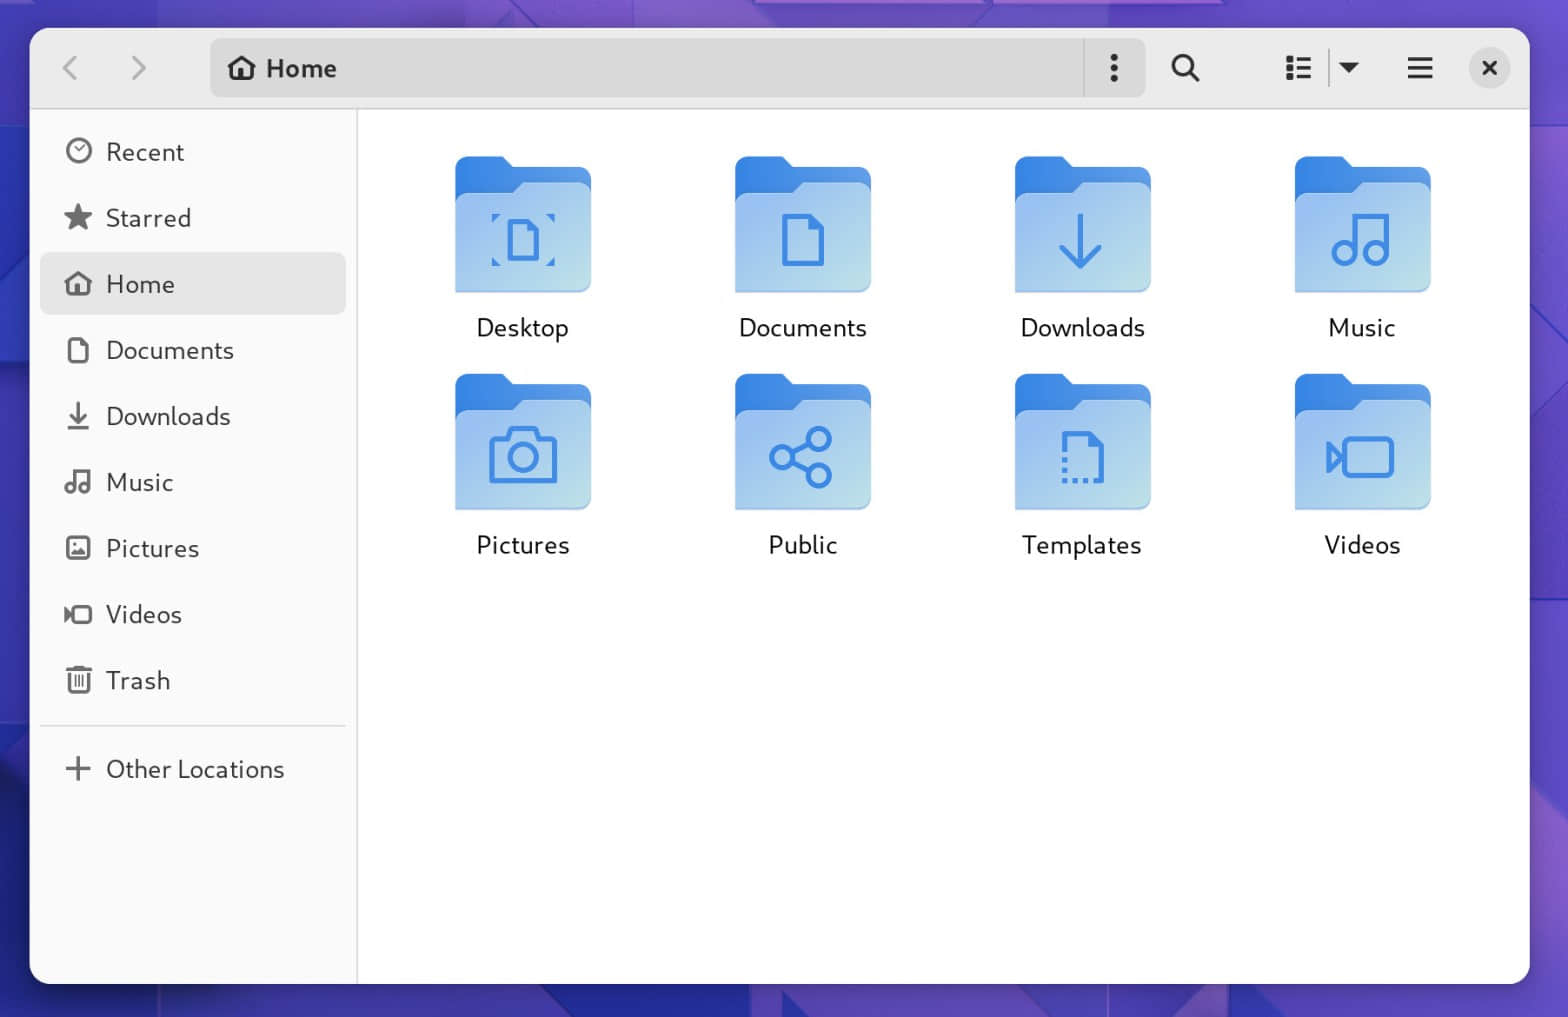 Home
Recent
Starred
Home
Documents
Downloads
Music
Pictures
Videos
Trash
Other Locations
Desktop Documents Downloads Music
Pictures Public Templates Videos